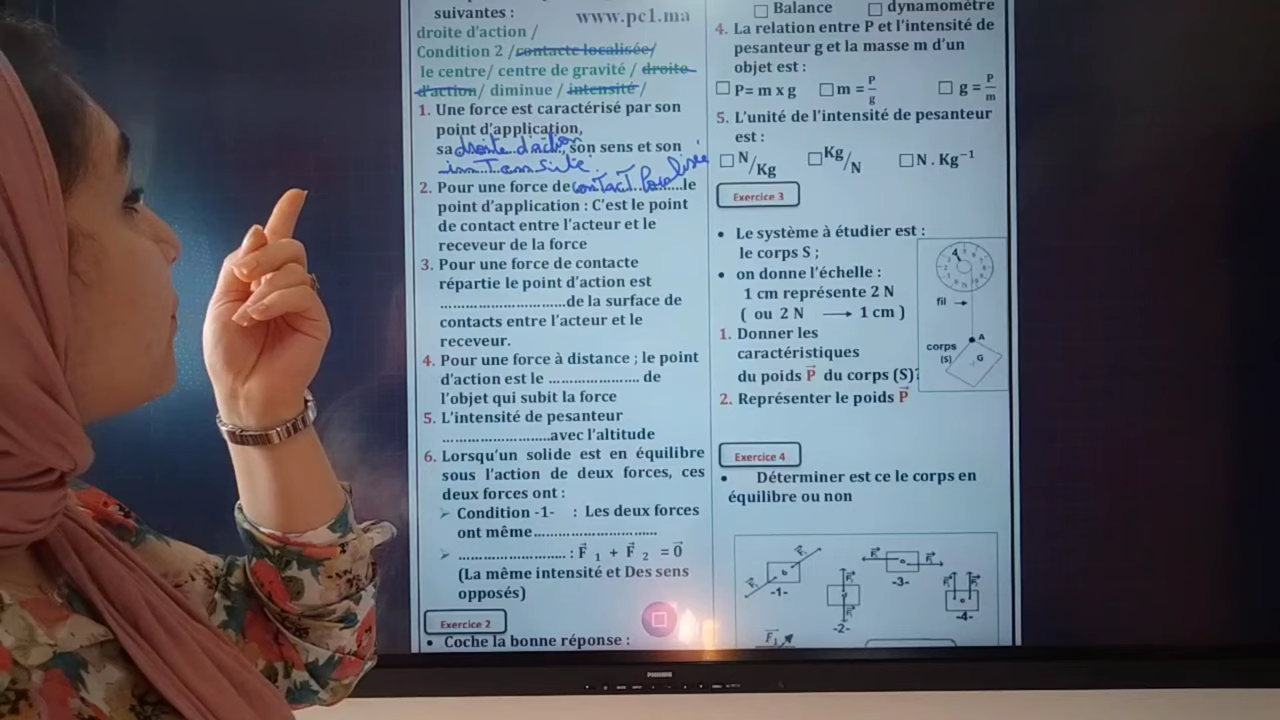 suivantes :
www.pc1.ma
droite d'action /
Condition 2 / contacte localisée/
le centre/ centre de gravité / droite
d'action/ diminue / intensité /
1. Une force est caractérisé par son
point d'application,
sa droite d'action, son sens et son
intensité.
2. Pour une force de contact localisée le
point d'application : C'est le point
de contact entre l'acteur et le
receveur de la force
3. Pour une force de contacte
répartie le point d'action est
..............................de la surface de
contacts entre l'acteur et le
receveur.
4. Pour une force à distance ; le point
d'action est le ...................... de
l'objet qui subit la force
5. L'intensité de pesanteur
..........................avec l'altitude
6. Lorsqu'un solide est en équilibre
sous l'action de deux forces, ces
deux forces ont :
➢ Condition -1- : Les deux forces
ont même..............................
➢ .......................... : F⃗ 1 + F⃗ 2 = 0⃗
(La même intensité et Des sens
opposés)
Exercice 2
• Coche la bonne réponse :
☐ Balance ☐ dynamomètre
4. La relation entre P et l'intensité de
pesanteur g et la masse m d'un
objet est :
☐ P= m x g ☐ m = P/g ☐ g = P/m
5. L'unité de l'intensité de pesanteur
est :
☐ N/Kg ☐ Kg/N ☐ N . Kg⁻¹
Exercice 3
• Le système à étudier est :
le corps S ;
• on donne l'échelle :
1 cm représente 2 N
( ou 2 N ⟶ 1 cm )
1. Donner les
caractéristiques
du poids P⃗ du corps (S)?
2. Représenter le poids P⃗
fil
A
corps
(S)
G
Exercice 4
• Déterminer est ce le corps en
équilibre ou non
-1-
-2-
-3-
-4-
F⃗1
PHILIPS